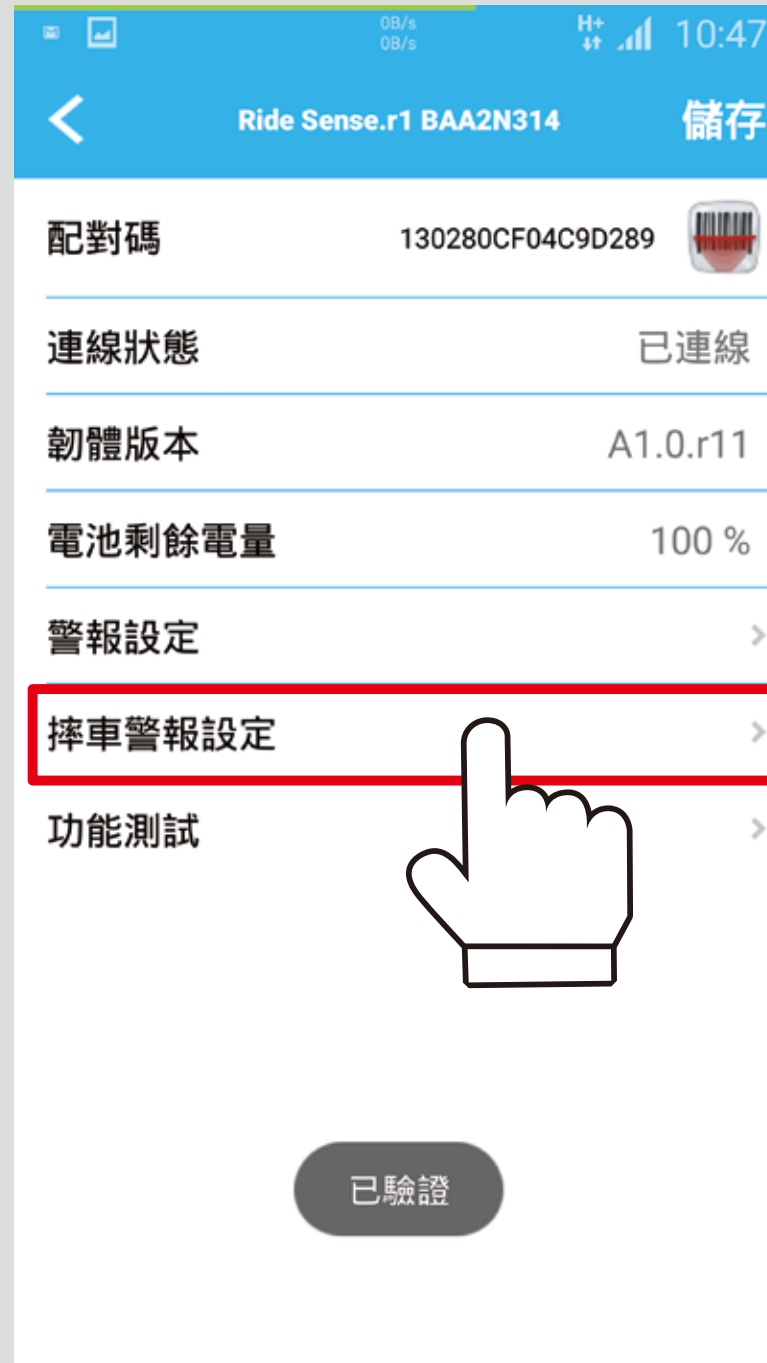 0B/s
0B/s
H+
10:47
Ride Sense.r1 BAA2N314
儲存
配對碼
130280CF04C9D289
連線狀態
已連線
韌體版本
A1.0.r11
電池剩餘電量
100 %
警報設定
摔車警報設定
功能測試
已驗證